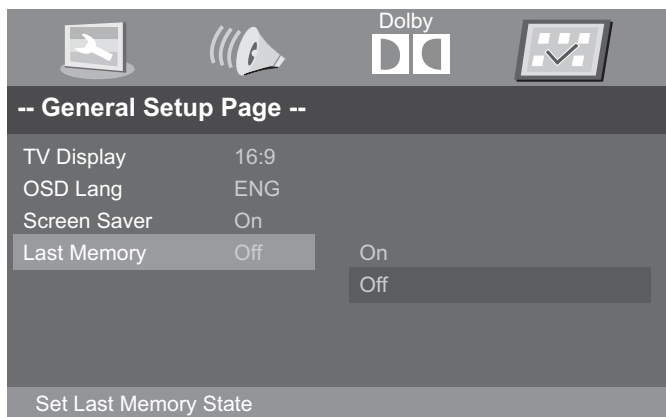 Dolby
-- General Setup Page --
TV Display 16:9
OSD Lang ENG
Screen Saver On
Last Memory Off On
Off
Set Last Memory State